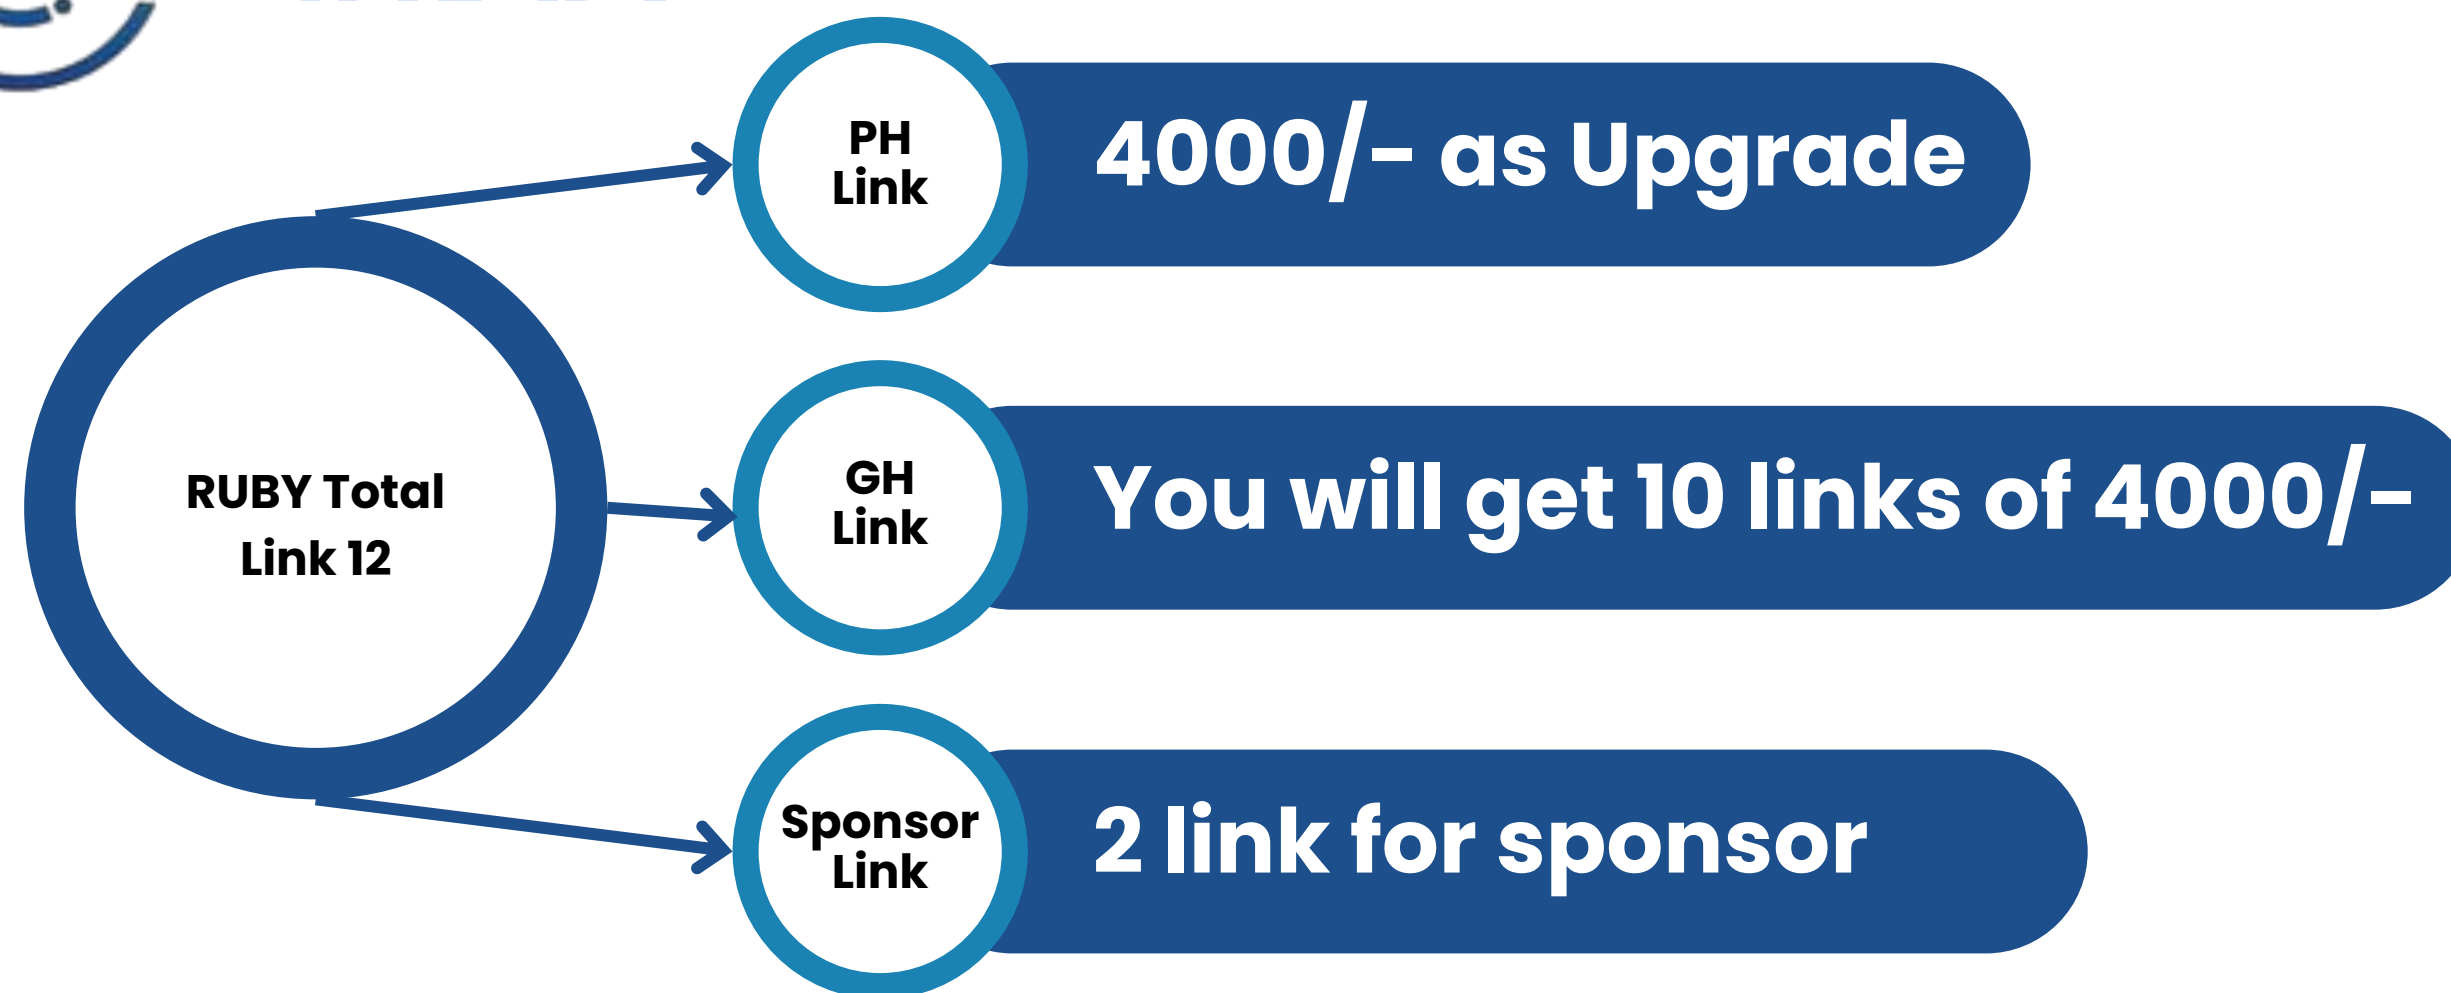 PH
Link
4000/- as Upgrade
RUBY Total
Link 12
GH
Link
You will get 10 links of 4000/-
Sponsor
Link
2 link for sponsor